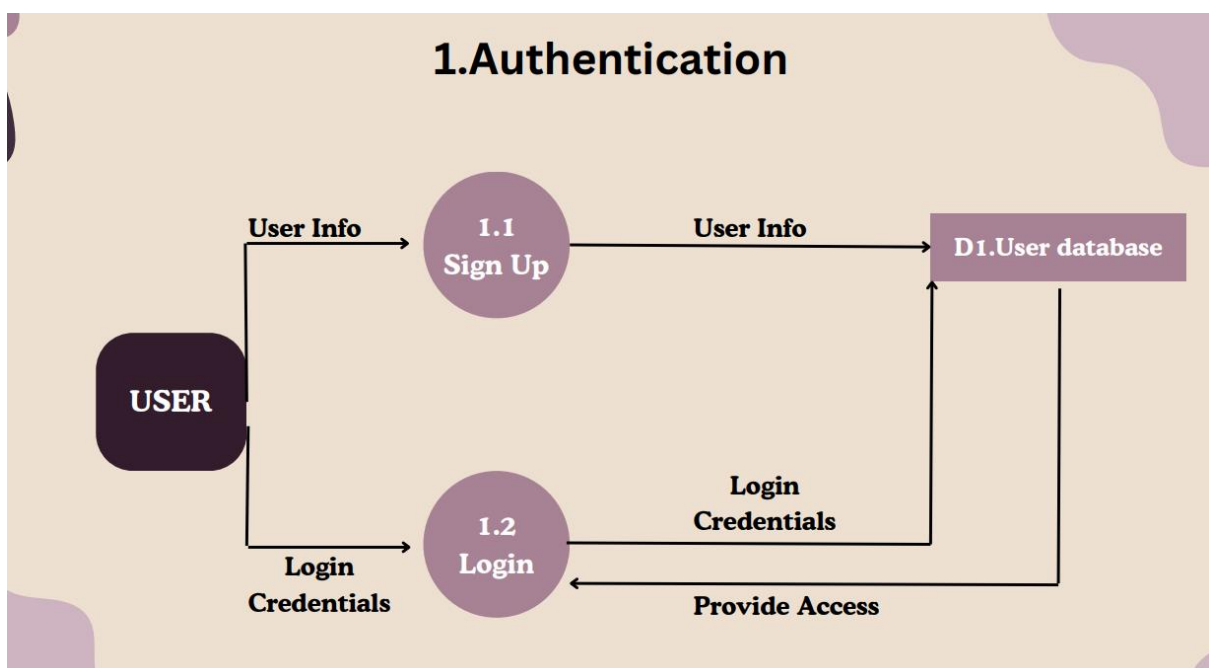 1.Authentication
User Info
1.1
Sign Up
User Info
D1.User database
USER
Login
Credentials
1.2
Login
Login
Credentials
Provide Access